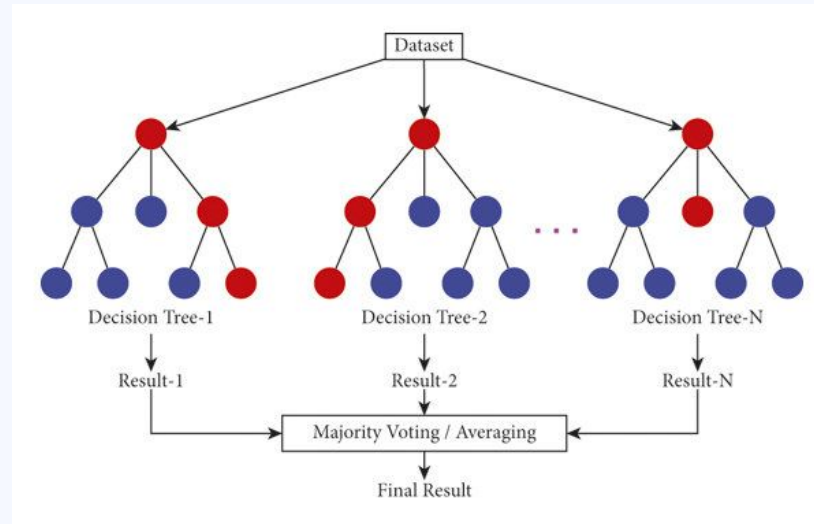 Dataset
. . .
Decision Tree-1
Decision Tree-2
Decision Tree-N
Result-1
Result-2
Result-N
Majority Voting / Averaging
Final Result